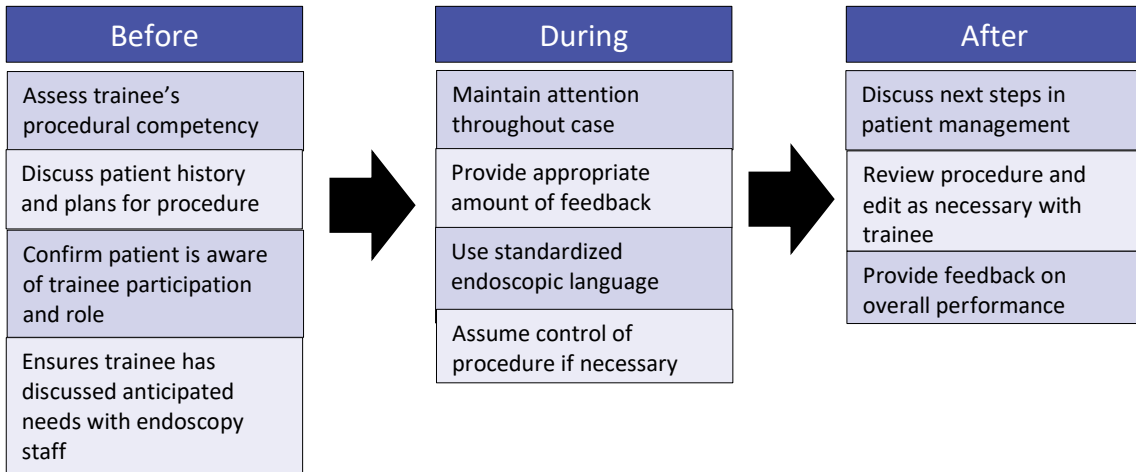 Before
Assess trainee’s
procedural competency
Discuss patient history
and plans for procedure
Confirm patient is aware
of trainee participation
and role
Ensures trainee has
discussed anticipated
needs with endoscopy
staff
During
Maintain attention
throughout case
Provide appropriate
amount of feedback
Use standardized
endoscopic language
Assume control of
procedure if necessary
After
Discuss next steps in
patient management
Review procedure and
edit as necessary with
trainee
Provide feedback on
overall performance